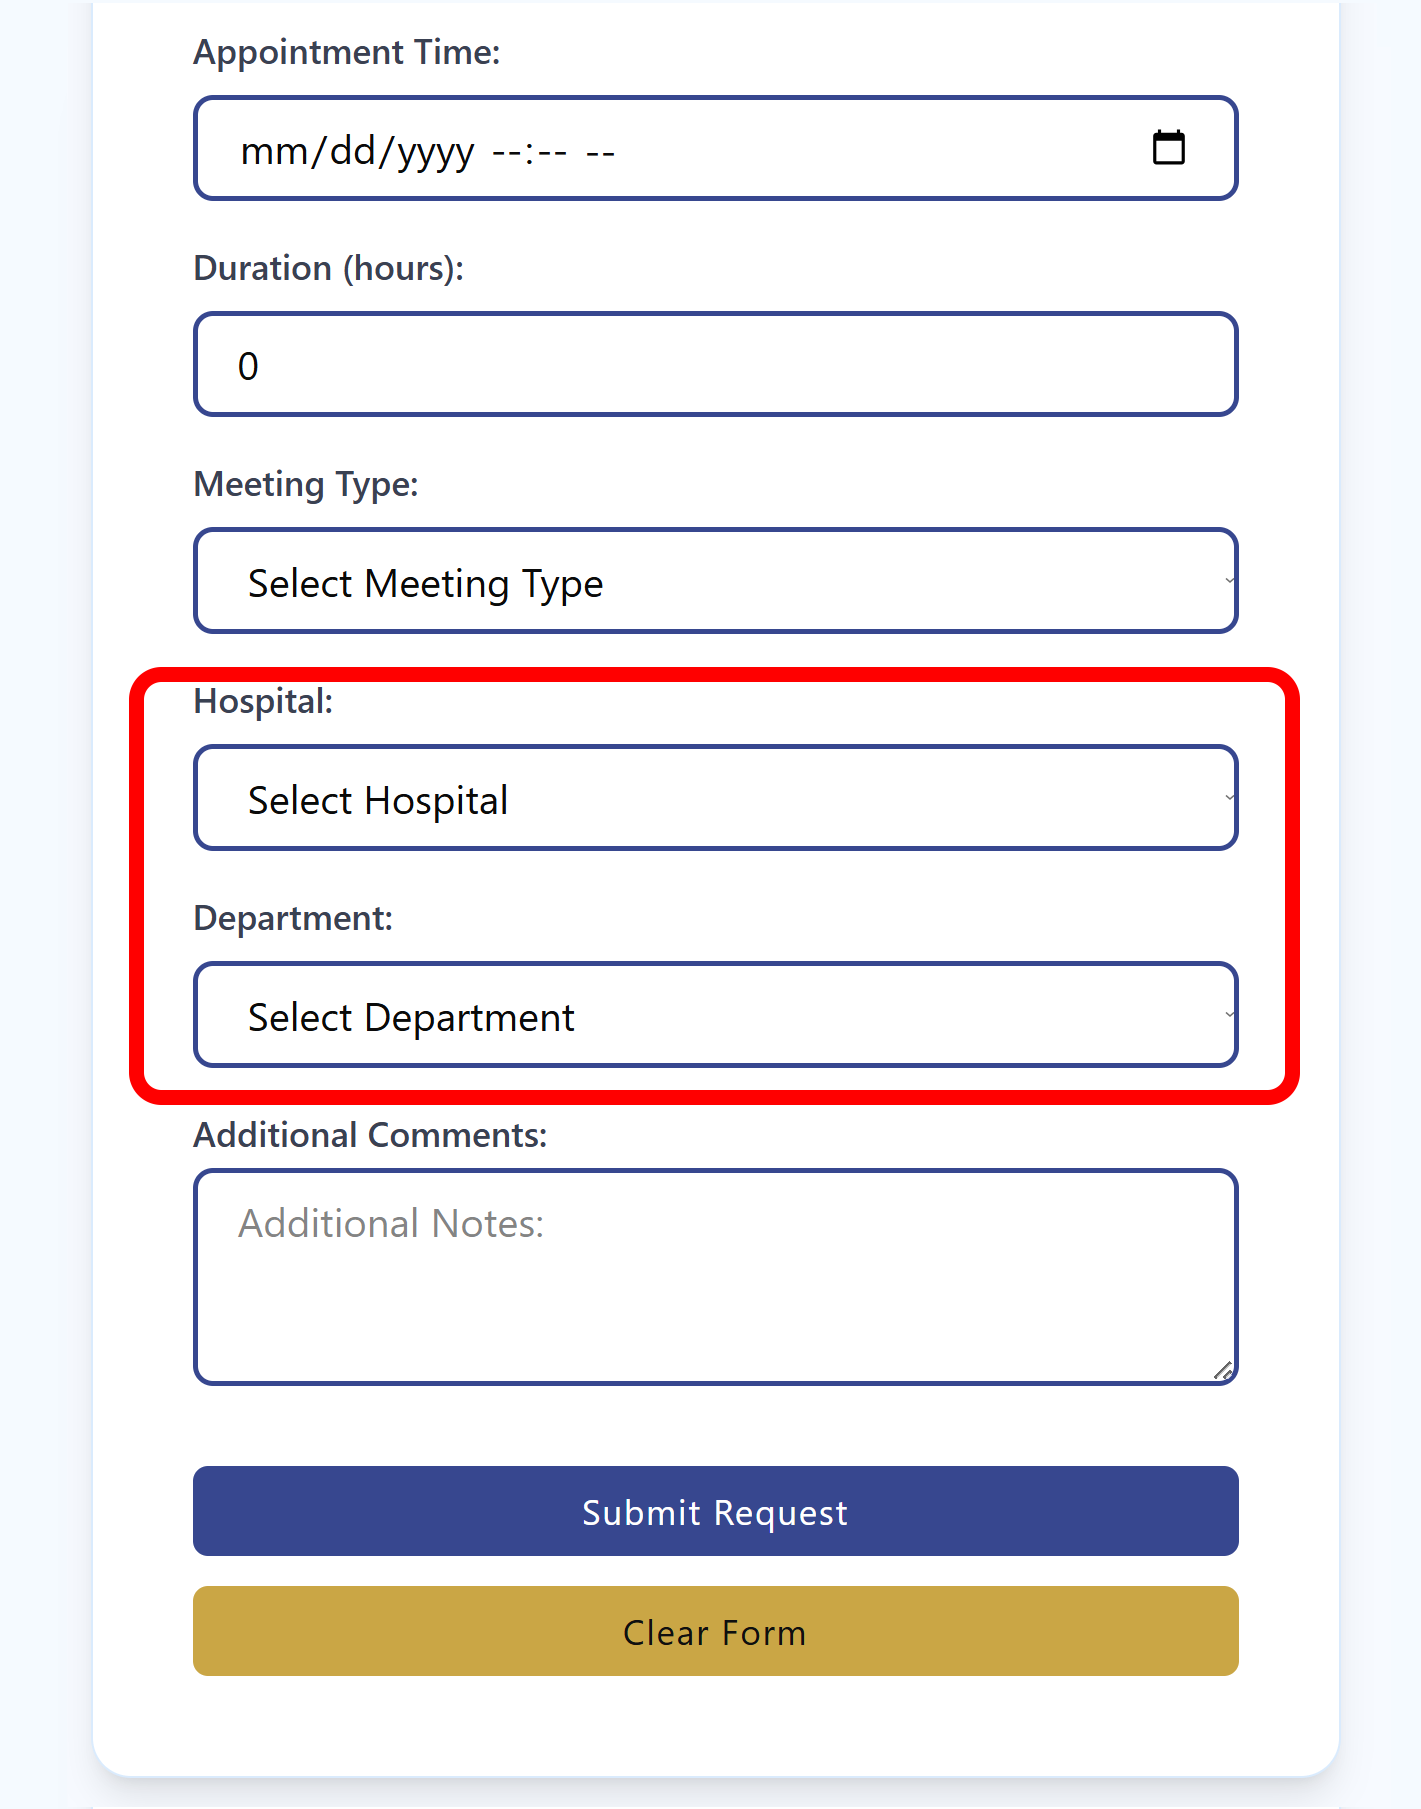 Appointment Time:
mm/dd/yyyy --:-- --
Duration (hours):
0
Meeting Type:
Select Meeting Type
Hospital:
Select Hospital
Department:
Select Department
Additional Comments:
Additional Notes:
Submit Request
Clear Form